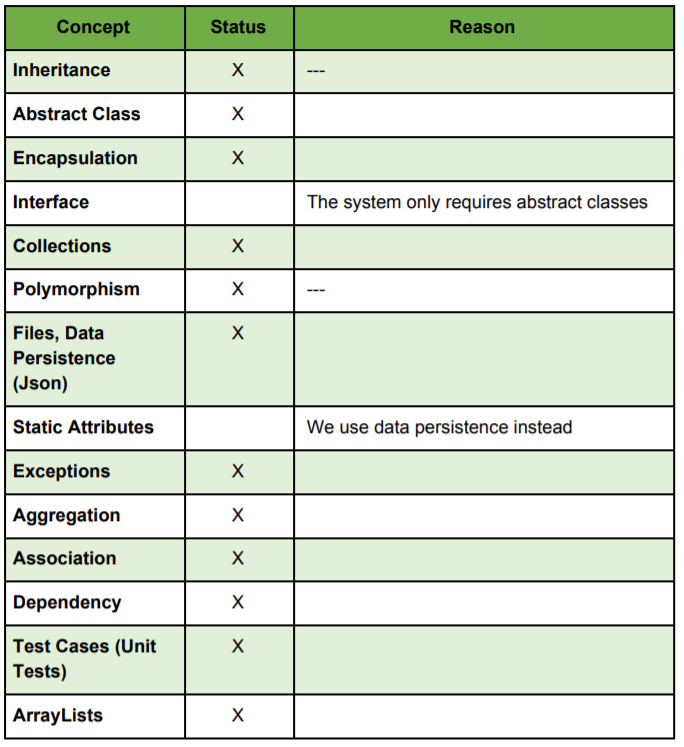 Concept Status Reason
Inheritance X ---
Abstract Class X
Encapsulation X
Interface The system only requires abstract classes
Collections X
Polymorphism X ---
Files, Data X
Persistence
(Json)
Static Attributes We use data persistence instead
Exceptions X
Aggregation X
Association X
Dependency X
Test Cases (Unit X
Tests)
ArrayLists X